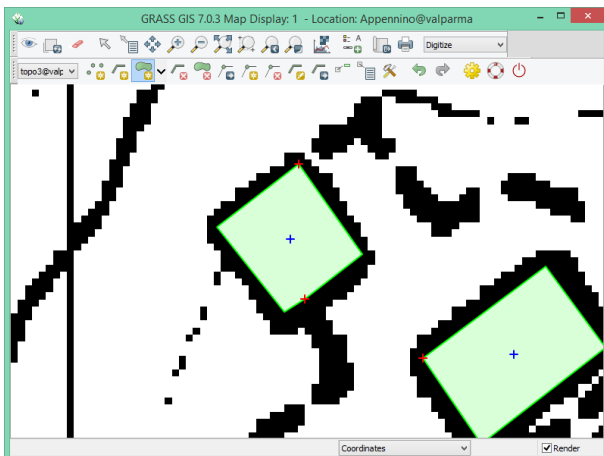 GRASS GIS 7.0.3 Map Display: 1 - Location: Appennino@valparma
Digitize
topo3@valp
Coordinates
Render